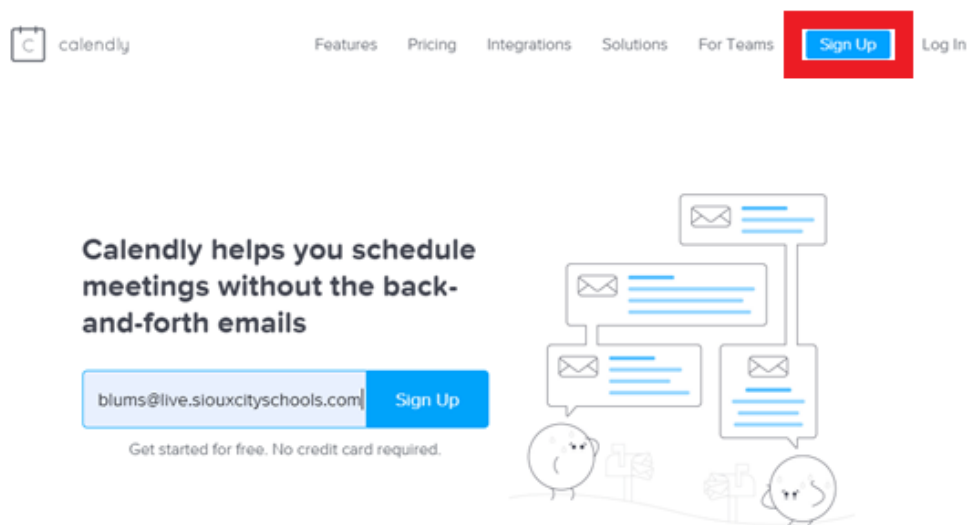 C calendly Features Pricing Integrations Solutions For Teams Sign Up Log In
Calendly helps you schedule
meetings without the back-
and-forth emails
blums@live.siouxcityschools.com Sign Up
Get started for free. No credit card required.